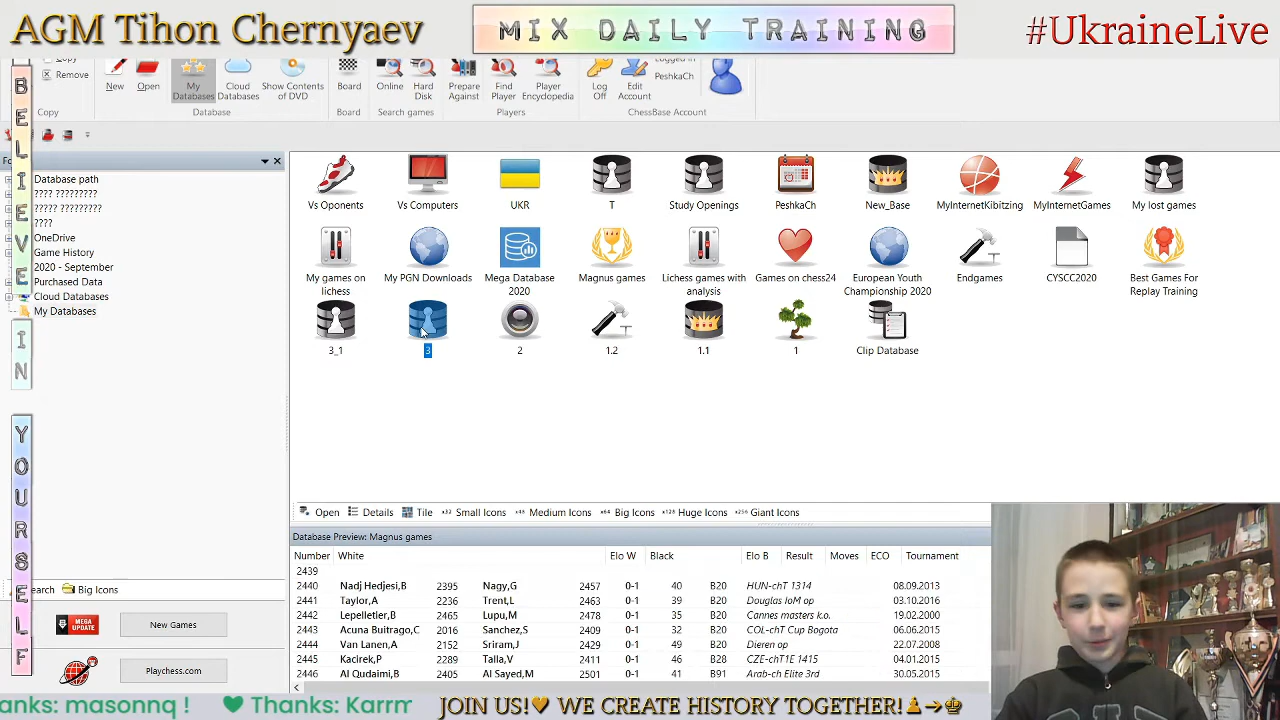 AGM Tihon Chernyaev
MIX DAILY TRAINING
#UkraineLive
BELIEVE
IN
YOURSELF
Remove
Copy
New
Open
My Databases
Cloud Databases
Show Contents of DVD
Database
Board
Board
Online
Hard Disk
Search games
Prepare Against
Find Player
Player Encyclopedia
Players
Log Off
Edit Account
PeshkaCh
ChessBase Account
Database path
???? ?????????
????? ?????????
????
OneDrive
Game History
2020 - September
Purchased Data
Cloud Databases
My Databases
Vs Oponents
Vs Computers
UKR
T
Study Openings
PeshkaCh
New_Base
MyInternetKibitzing
MyInternetGames
My lost games
My games on lichess
My PGN Downloads
Mega Database 2020
Magnus games
Lichess games with analysis
Games on chess24
European Youth Championship 2020
Endgames
CYSCC2020
Best Games For Replay Training
3_1
3
2
1.2
1.1
1
Clip Database
Open Details Tile x32 Small Icons x48 Medium Icons x64 Big Icons x128 Huge Icons x256 Giant Icons
Database Preview: Magnus games
Number White Elo W Black Elo B Result Moves ECO Tournament
2439
2440 Nadj Hedjesi,B 2395 Nagy,G 2457 0-1 40 B20 HUN-chT 1314 08.09.2013
2441 Taylor,A 2236 Trent,L 2463 0-1 39 B20 Douglas IoM op 03.10.2016
2442 Lepelletier,B 2465 Lupu,M 2478 0-1 35 B20 Cannes masters k.o. 19.02.2000
2443 Acuna Buitrago,C 2016 Sanchez,S 2409 0-1 32 B20 COL-chT Cup Bogota 06.06.2015
2444 Van Lanen,A 2152 Sriram,J 2429 0-1 39 B20 Dieren op 22.07.2008
2445 Kacirek,P 2289 Talla,V 2411 0-1 46 B28 CZE-chT1E 1415 04.01.2015
2446 Al Qudaimi,B 2405 Al Sayed,M 2501 0-1 41 B91 Arab-ch Elite 3rd 30.05.2015
earch Big Icons
MEGA UPDATE
New Games
Playchess.com
anks: masonnq ! Thanks: Karrm
JOIN US! WE CREATE HISTORY TOGETHER!